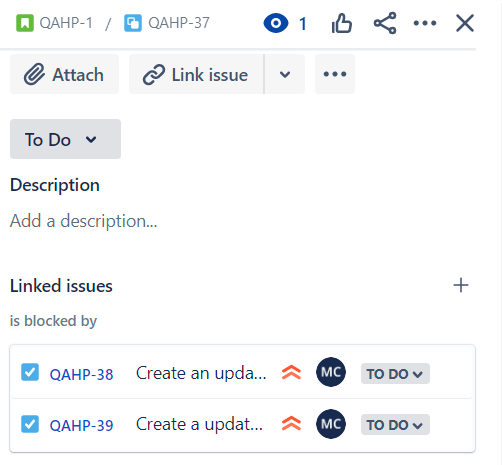 QAHP-1 / QAHP-37 1
Attach Link issue
To Do
Description
Add a description...
Linked issues
is blocked by
QAHP-38 Create an upda... MC TO DO
QAHP-39 Create a updat... MC TO DO